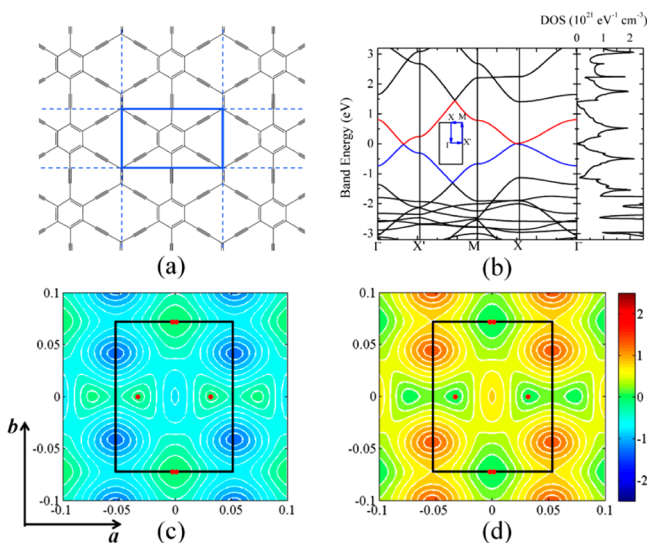 (a)
DOS (10²¹ eV⁻¹ cm⁻³)
0 1 2
3
2
1
0
-1
-2
-3
Band Energy (eV)
X M
Γ X'
Γ X' M X Γ
(b)
0.1
0.05
0
-0.05
-0.1
-0.1 -0.05 0 0.05 0.1
b
a
(c)
0.1
0.05
0
-0.05
-0.1
-0.1 -0.05 0 0.05 0.1
(d)
2
1
0
-1
-2